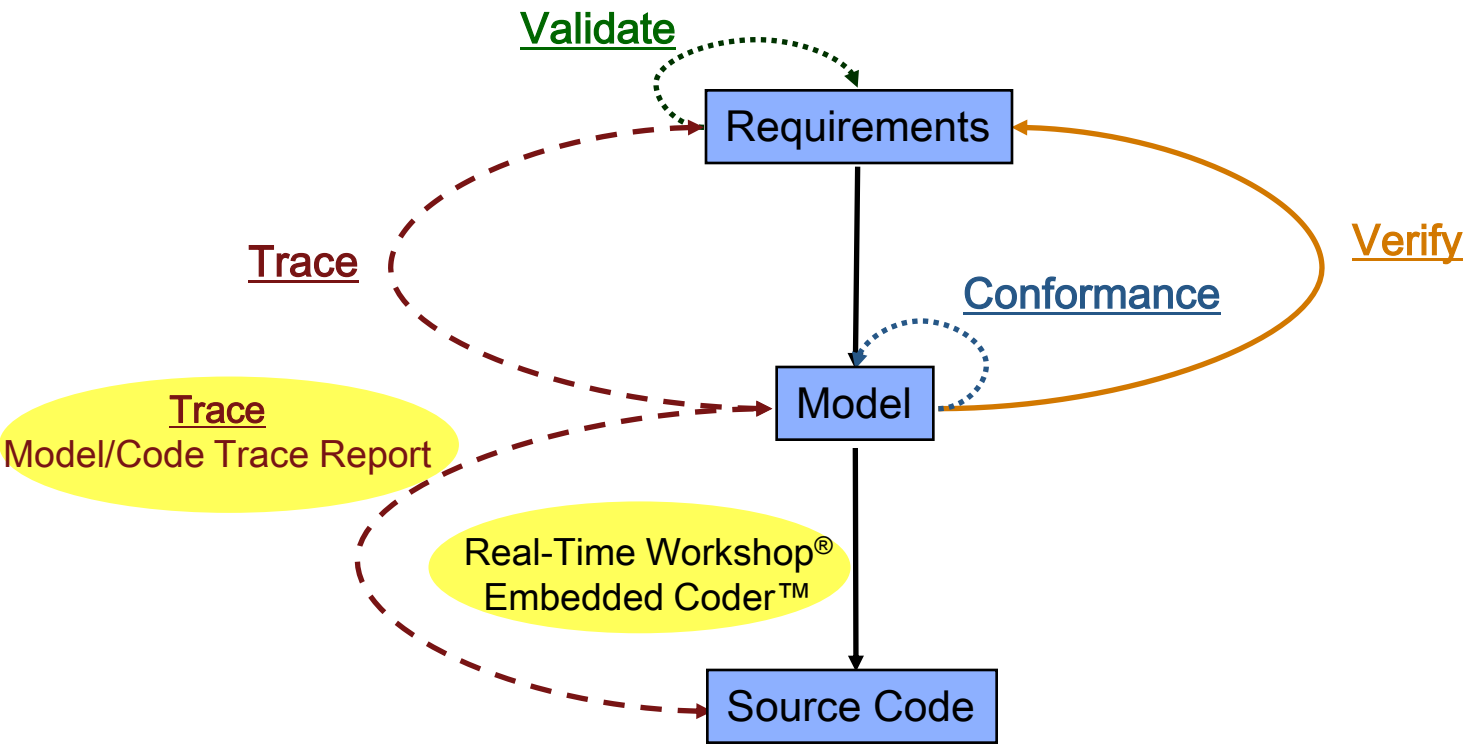 Validate
Requirements
Trace
Verify
Conformance
Model
Trace
Model/Code Trace Report
Real-Time Workshop®
Embedded Coder™
Source Code